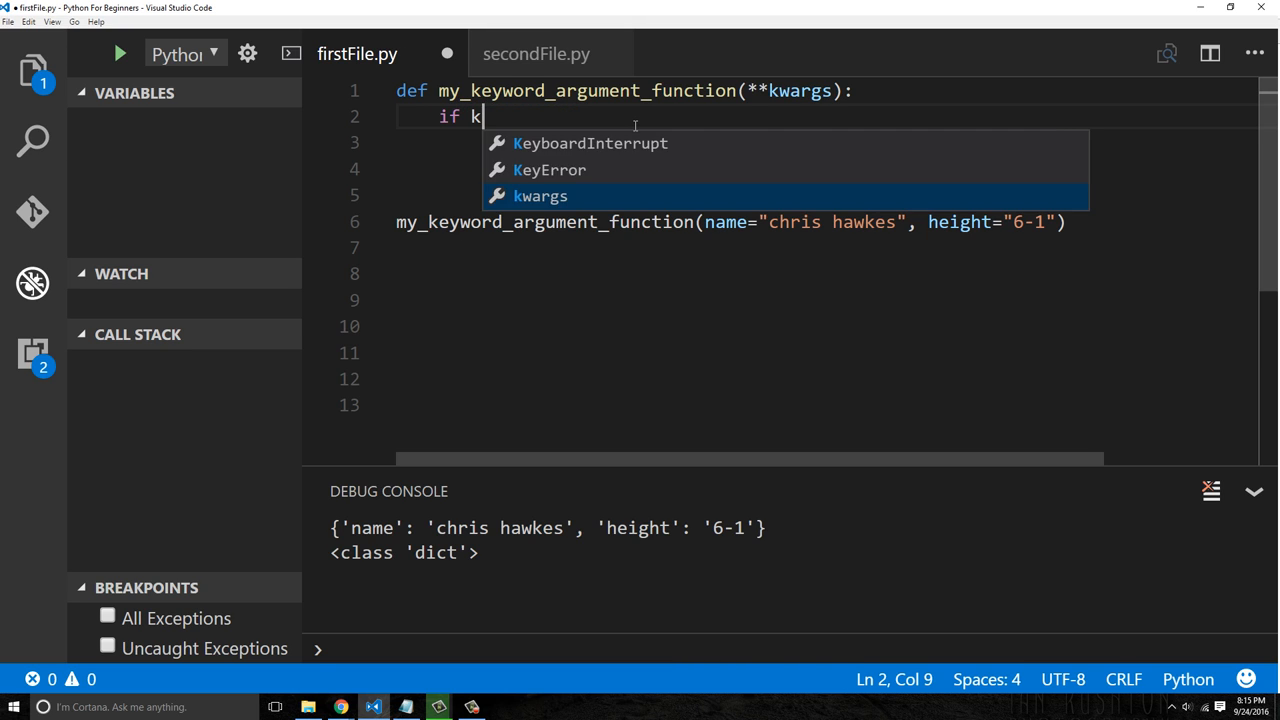 • firstFile.py - Python For Beginners - Visual Studio Code
File Edit View Go Help
Python
firstFile.py
secondFile.py
1
VARIABLES
WATCH
CALL STACK
2
BREAKPOINTS
All Exceptions
Uncaught Exceptions
1 def my_keyword_argument_function(**kwargs):
2 if k
KeyboardInterrupt
KeyError
kwargs
3
4
5
6 my_keyword_argument_function(name="chris hawkes", height="6-1")
7
8
9
10
11
12
13
DEBUG CONSOLE
{'name': 'chris hawkes', 'height': '6-1'}
<class 'dict'>
0 0
Ln 2, Col 9 Spaces: 4 UTF-8 CRLF Python
I'm Cortana. Ask me anything.
8:15 PM
9/24/2016